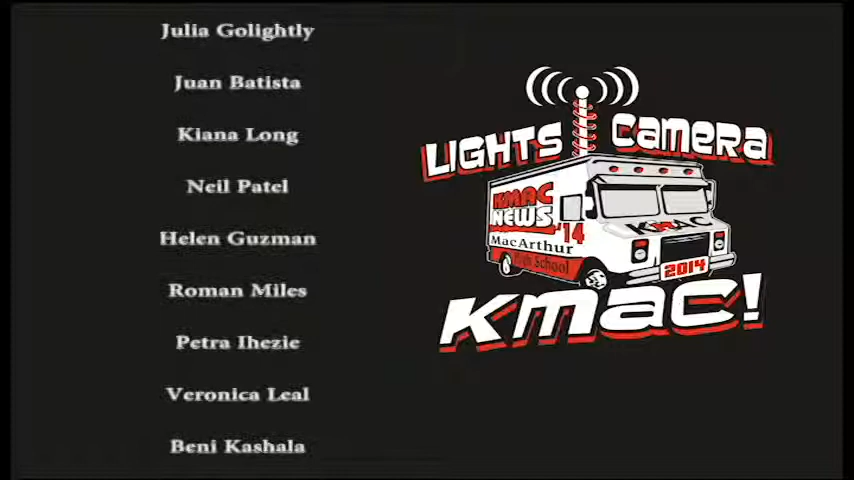 Julia Golightly
Juan Batista
Kiana Long
Neil Patel
Helen Guzman
Roman Miles
Petra Ihezie
Veronica Leal
Beni Kashala
LIGHTS CAMERA
KMAC
NEWS
'14
MacArthur
High School
KMAC
2014
KMAC!